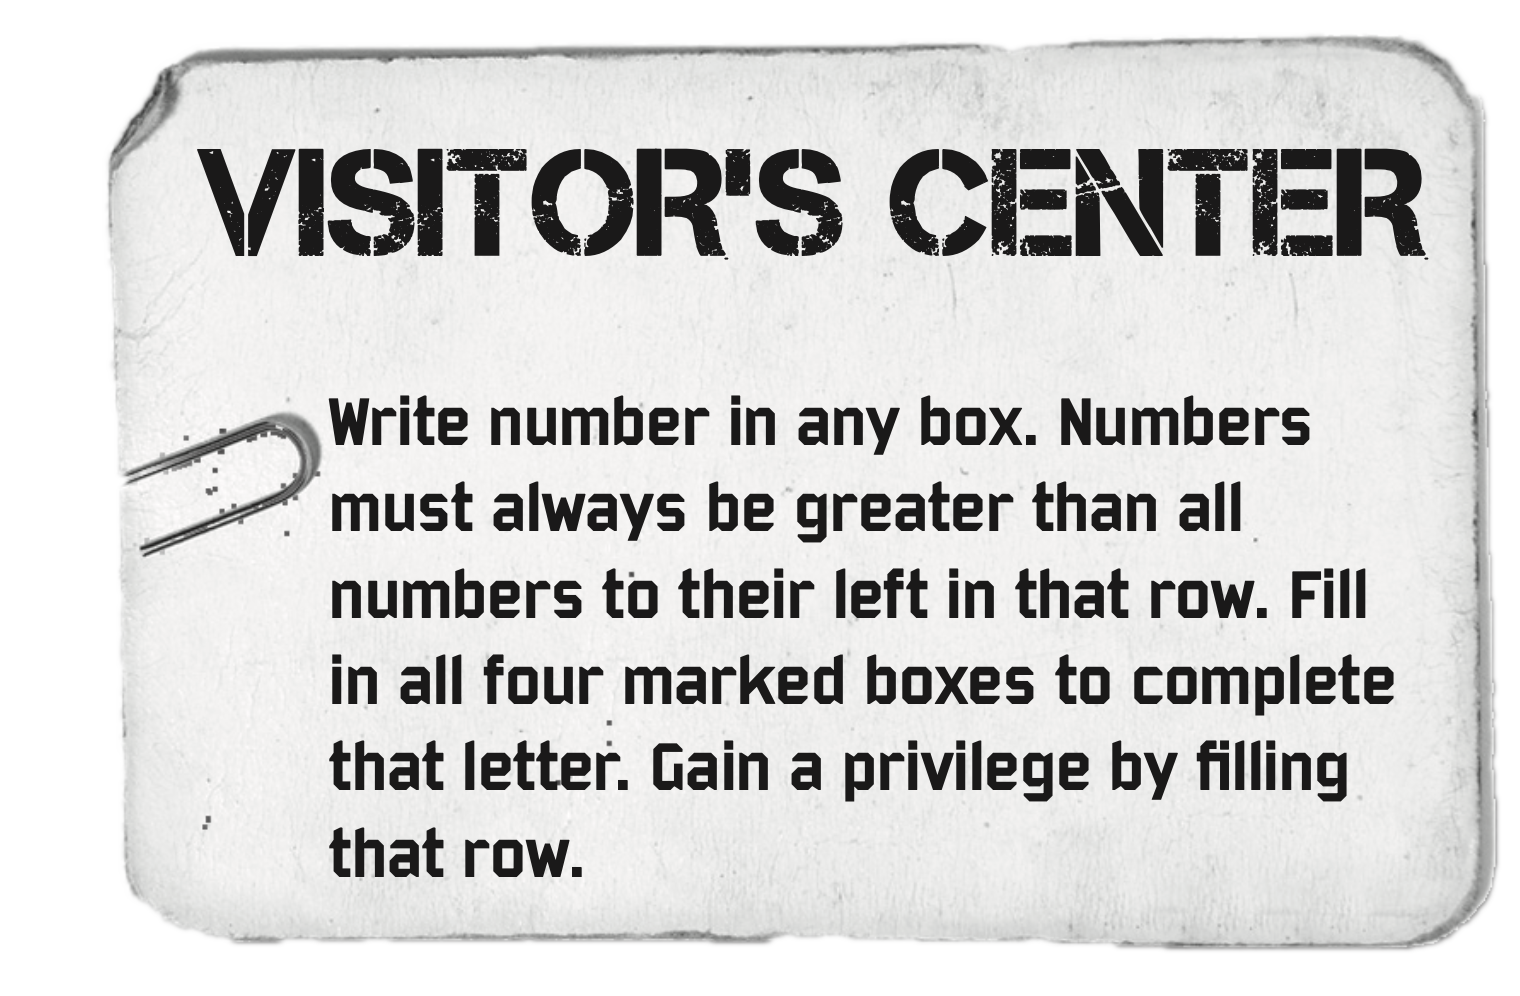 VISITOR'S CENTER
Write number in any box. Numbers
must always be greater than all
numbers to their left in that row. Fill
in all four marked boxes to complete
that letter. Gain a privilege by filling
that row.